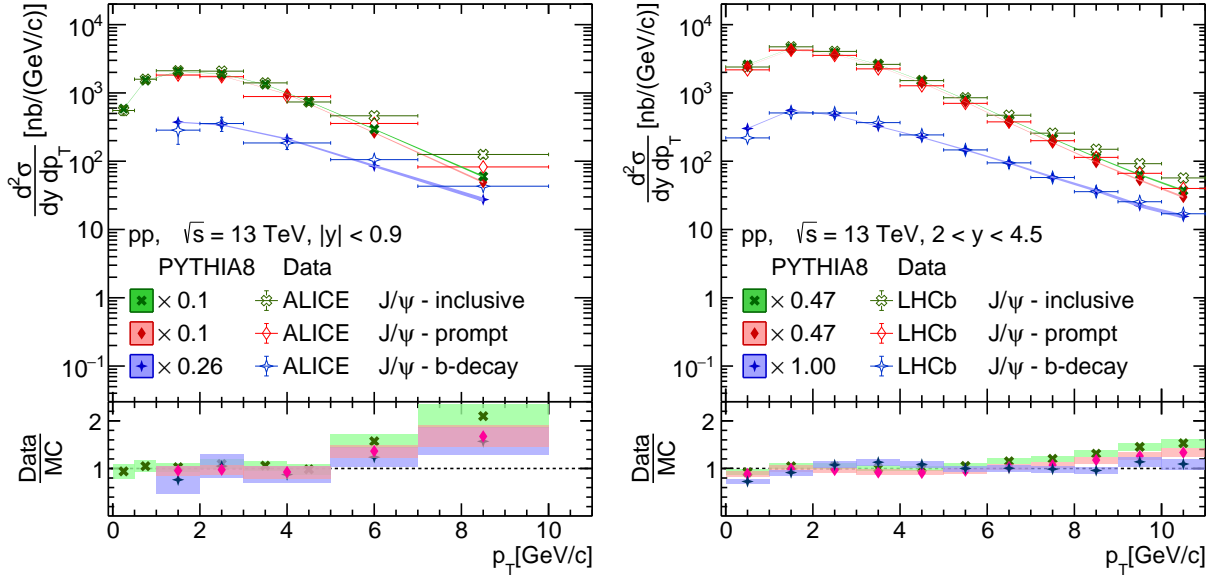 d²σ
dy dp_T [nb/(GeV/c)]
10⁴
10³
10²
10
1
10⁻¹
pp, √s = 13 TeV, |y| < 0.9
PYTHIA8 Data
× 0.1 ALICE J/ψ - inclusive
× 0.1 ALICE J/ψ - prompt
× 0.26 ALICE J/ψ - b-decay
Data
MC
2
1
0 2 4 6 8 10
p_T[GeV/c]
d²σ
dy dp_T [nb/(GeV/c)]
10⁴
10³
10²
10
1
10⁻¹
pp, √s = 13 TeV, 2 < y < 4.5
PYTHIA8 Data
× 0.47 LHCb J/ψ - inclusive
× 0.47 LHCb J/ψ - prompt
× 1.00 LHCb J/ψ - b-decay
Data
MC
2
1
0 2 4 6 8 10
p_T[GeV/c]